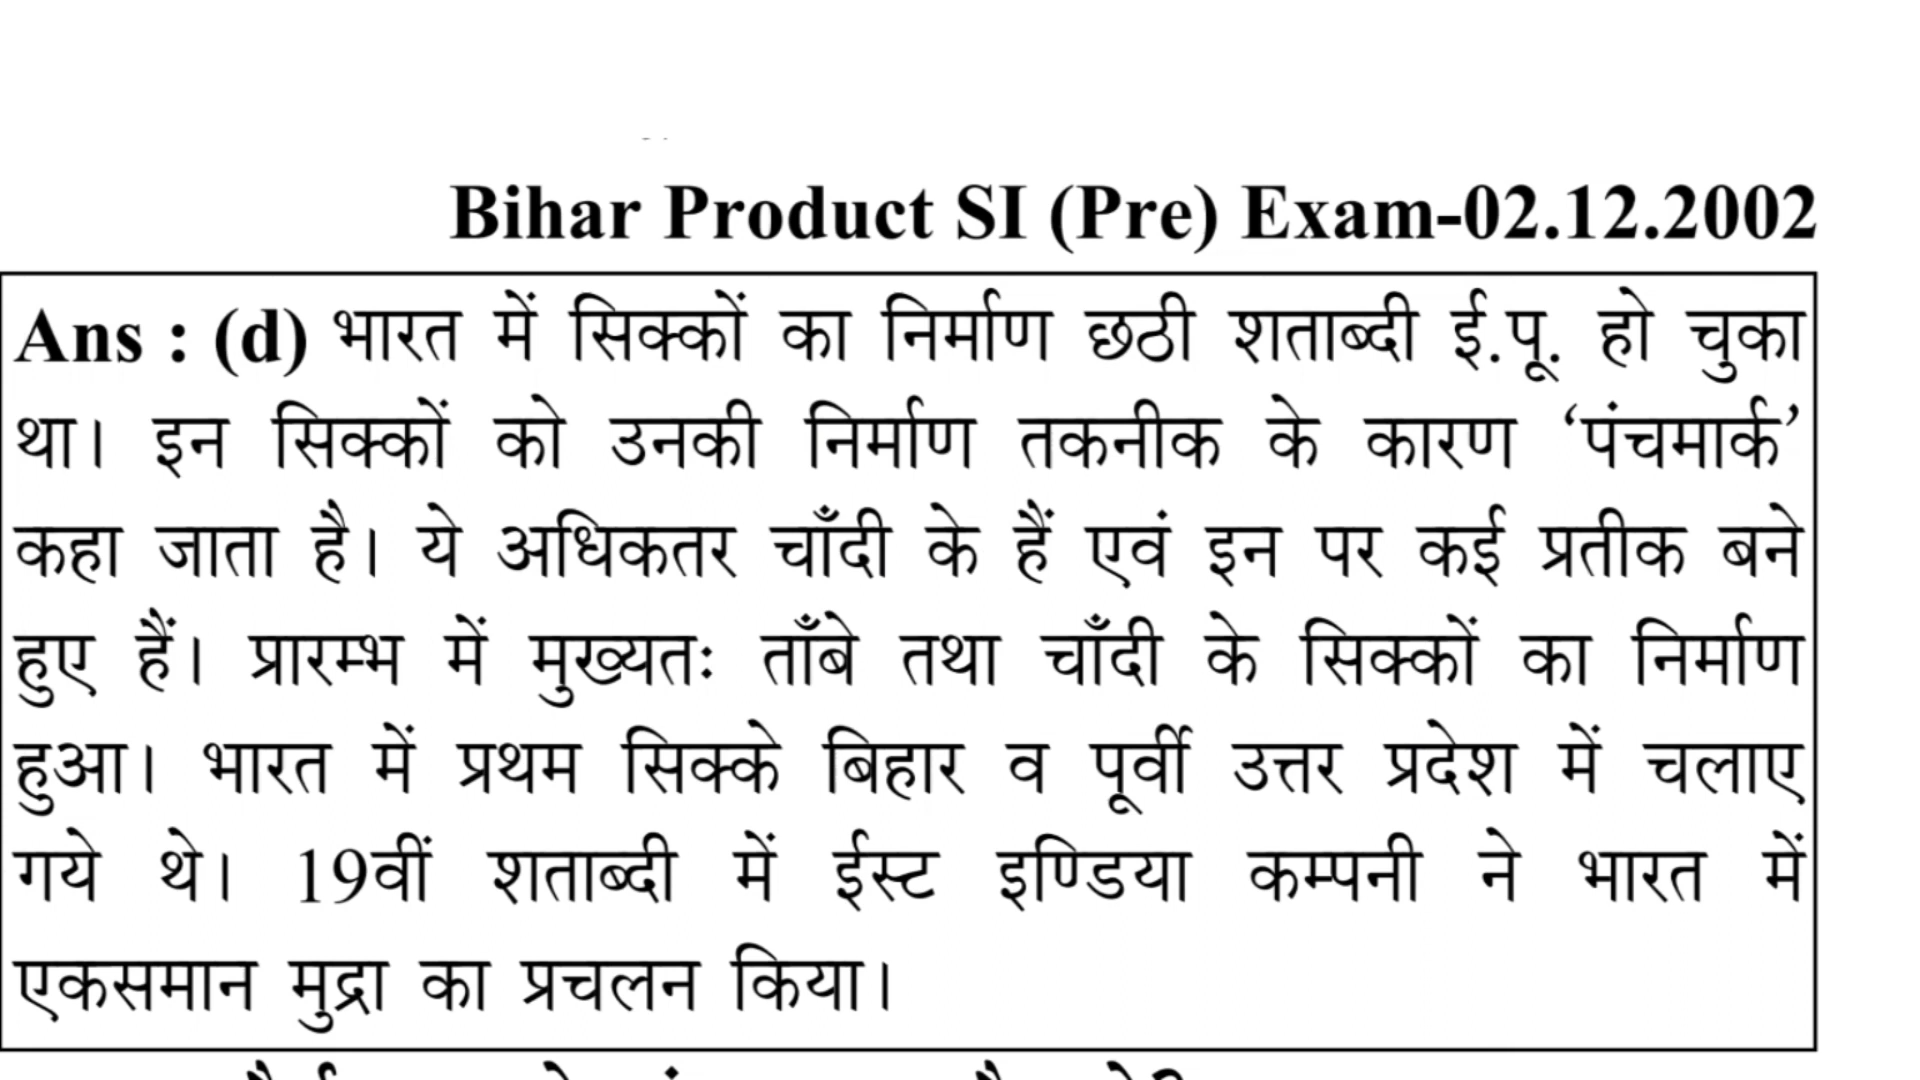 Bihar Product SI (Pre) Exam-02.12.2002
Ans : (d) भारत में सिक्कों का निर्माण छठी शताब्दी ई.पू. हो चुका
था। इन सिक्कों को उनकी निर्माण तकनीक के कारण ‘पंचमार्क’
कहा जाता है। ये अधिकतर चाँदी के हैं एवं इन पर कई प्रतीक बने
हुए हैं। प्रारम्भ में मुख्यतः ताँबे तथा चाँदी के सिक्कों का निर्माण
हुआ। भारत में प्रथम सिक्के बिहार व पूर्वी उत्तर प्रदेश में चलाए
गये थे। 19वीं शताब्दी में ईस्ट इण्डिया कम्पनी ने भारत में
एकसमान मुद्रा का प्रचलन किया।